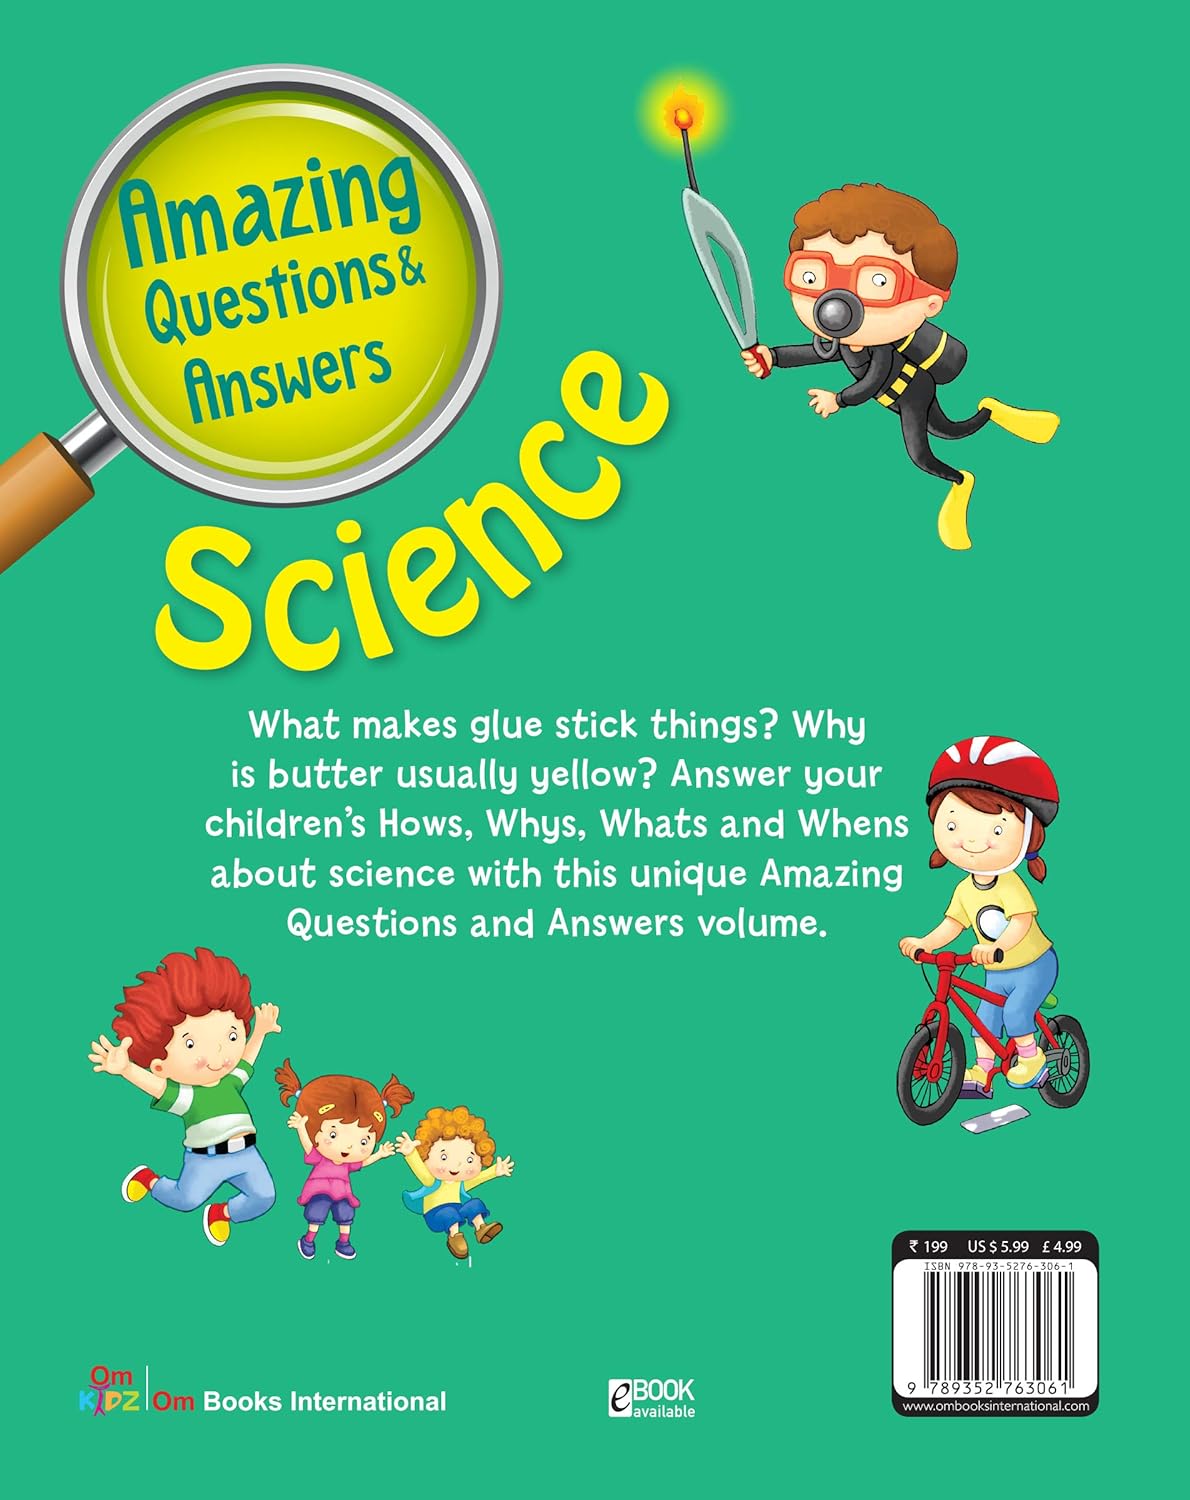 Amazing
Questions &
Answers
Science
What makes glue stick things? Why
is butter usually yellow? Answer your
children's Hows, Whys, Whats and Whens
about science with this unique Amazing
Questions and Answers volume.
₹ 199 US $ 5.99 £ 4.99
ISBN 978-93-5276-306-1
9 789352 763061
www.ombooksinternational.com
Om
KIDZ
Om Books International
eBOOK
available